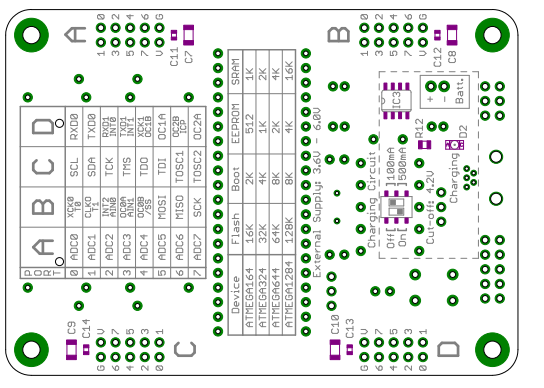 A
0 2 4 6 G
1 3 5 7 V
C11
C7
B
0 2 4 6 G
1 3 5 7 V
C12
C8
PORT A B C D
0 ADC0 XCK0 T0 SCL RXD0
1 ADC1 CLKO T1 SDA TXD0
2 ADC2 INT2 AIN0 TCK RXD1 INT0
3 ADC3 OC0A AIN1 TMS TXD1 INT1
4 ADC4 OC0B /SS TDO XCK1 OC1B
5 ADC5 MOSI TDI OC1A
6 ADC6 MISO TOSC1 OC2B ICP
7 ADC7 SCK TOSC2 OC2A
Device Flash Boot EEPROM SRAM
ATMEGA164 16K 2K 512 1K
ATMEGA324 32K 4K 1K 2K
ATMEGA644 64K 8K 2K 4K
ATMEGA1284 128K 8K 4K 16K
External Supply: 3.6V - 6.0V
Charging Circuit
IC3
+ - Batt.
R12
D2
Charging
Off[ ]100mA
On[ ]500mA
Cut-off: 4.2V
C9
C14
G 6 4 2 0
V 7 5 3 1
C
C10
C13
G 6 4 2 0
V 7 5 3 1
D